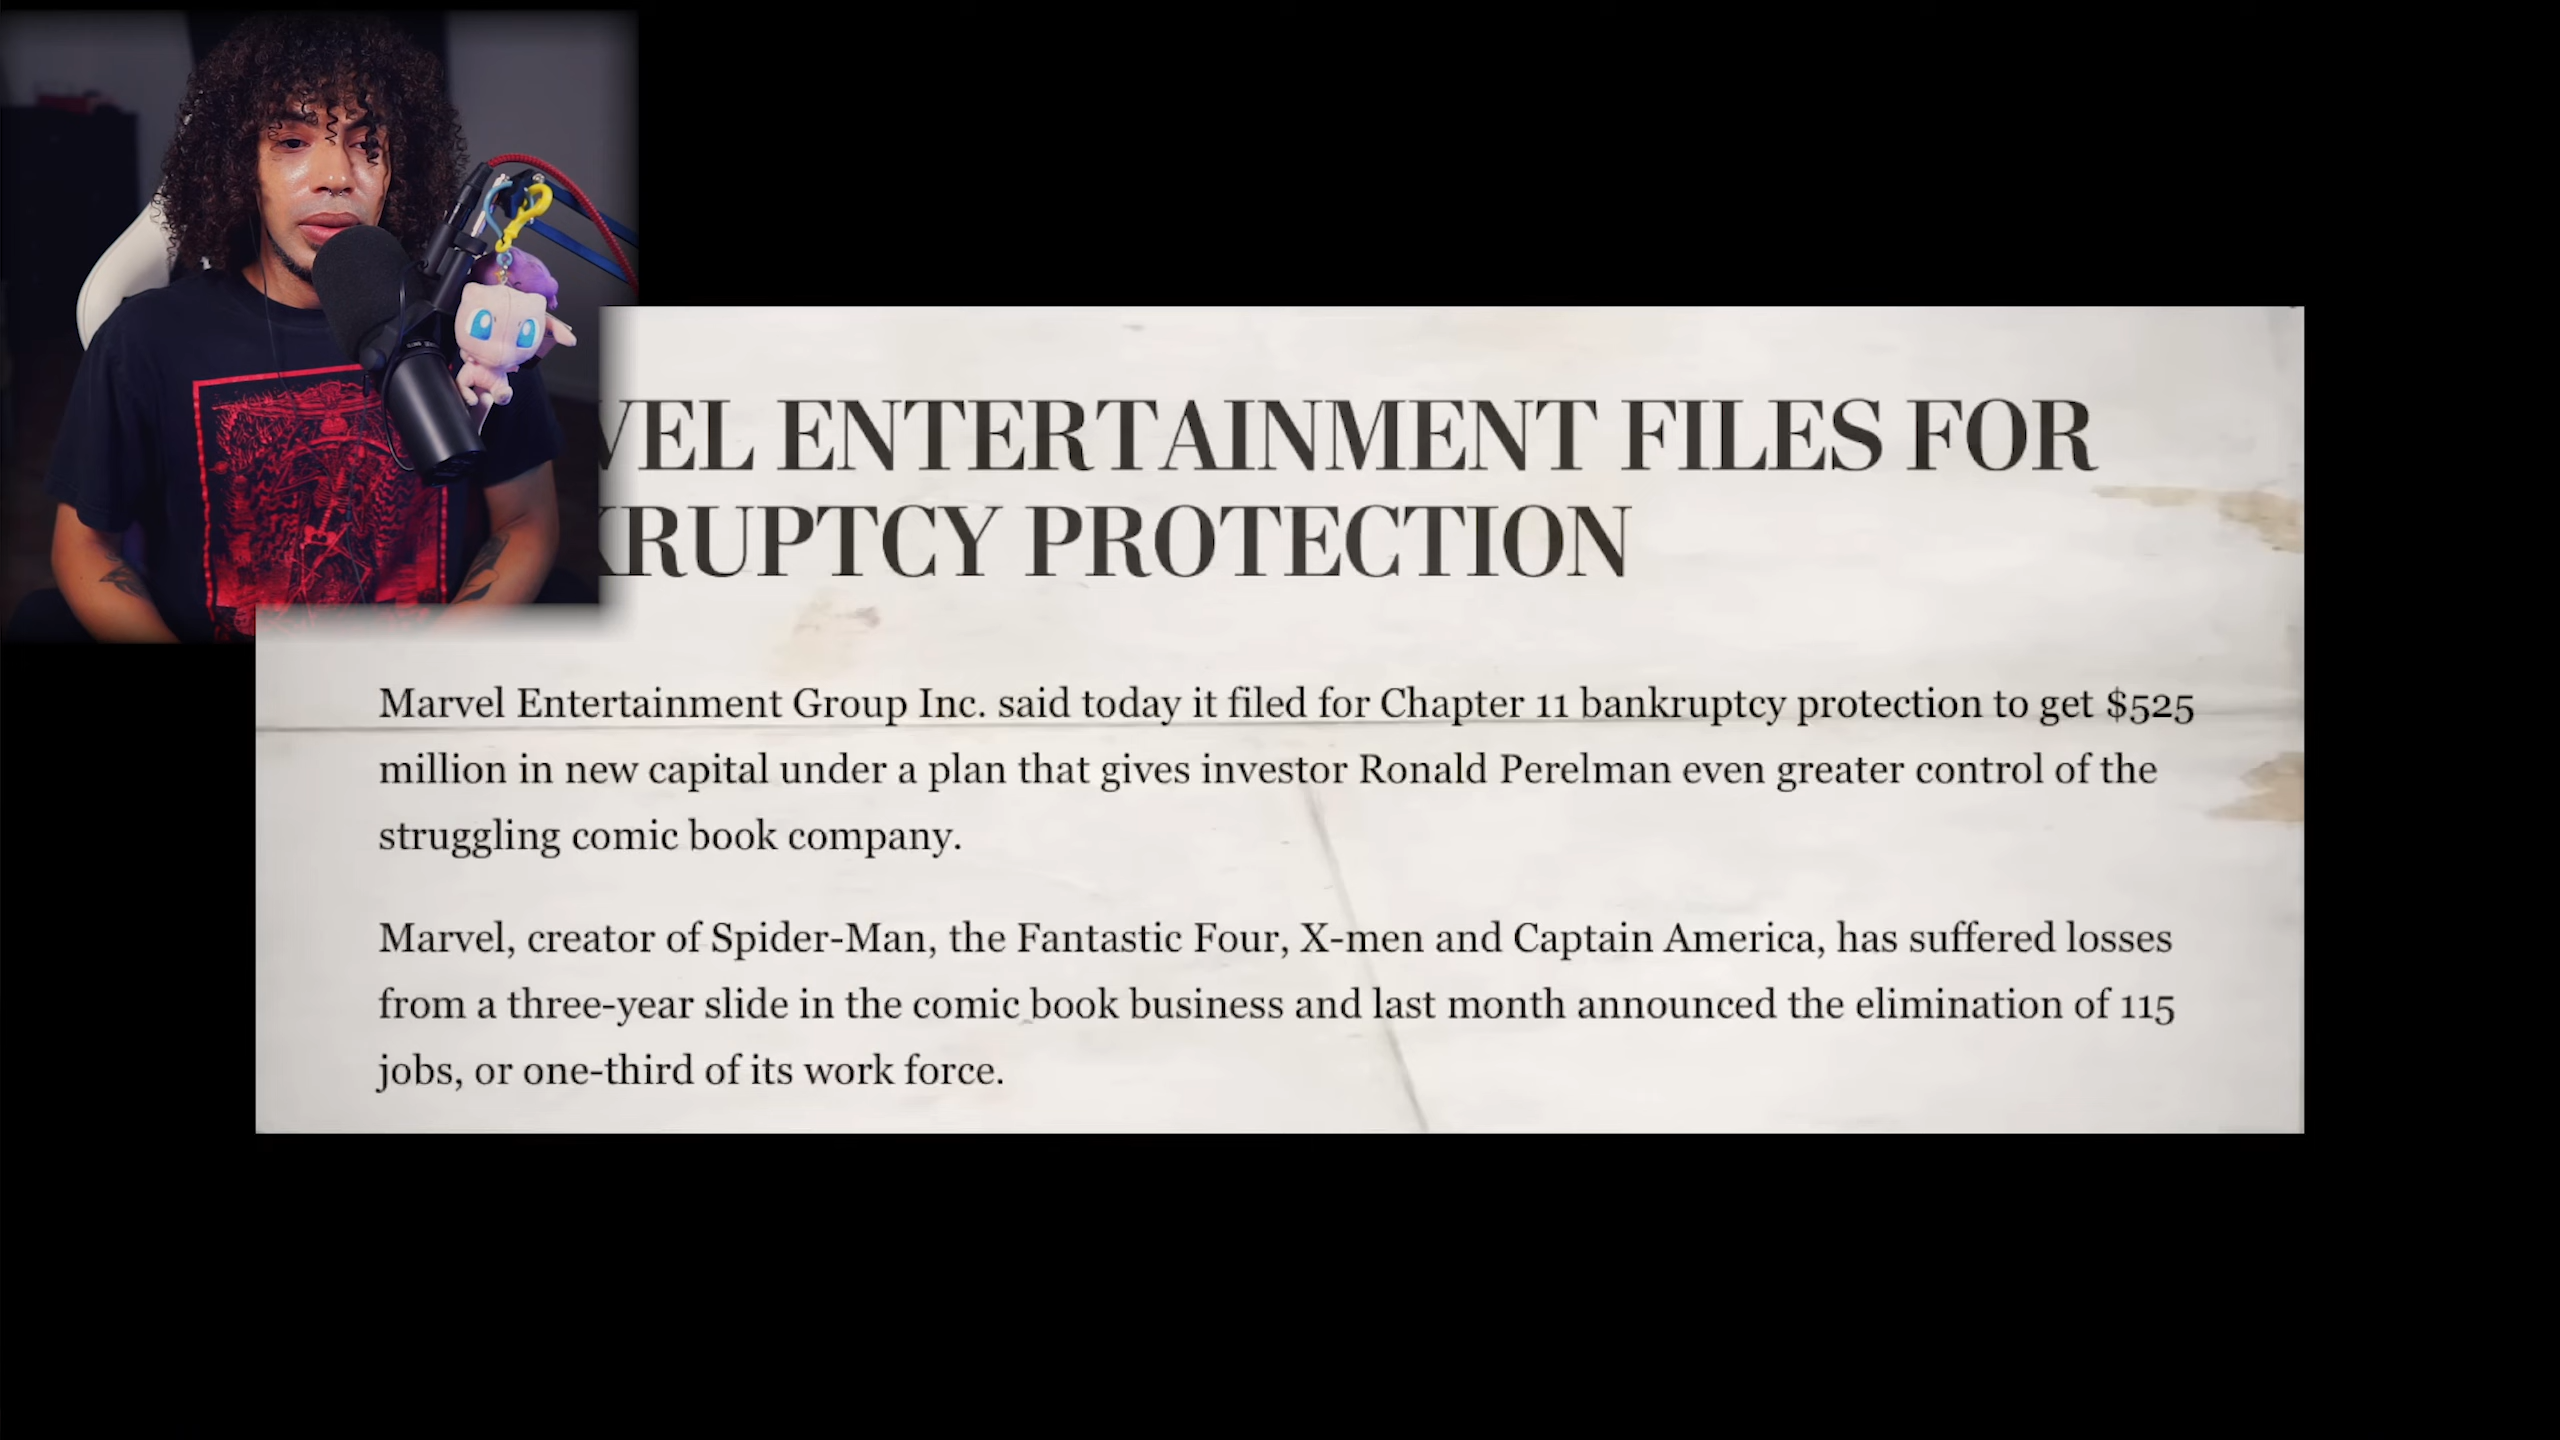 ENTERTAINMENT FILES FOR
PROTECTION
Marvel Entertainment Group Inc. said today it filed for Chapter 11 bankruptcy protection to get $525
million in new capital under a plan that gives investor Ronald Perelman even greater control of the
struggling comic book company.
Marvel, creator of Spider-Man, the Fantastic Four, X-men and Captain America, has suffered losses
from a three-year slide in the comic book business and last month announced the elimination of 115
jobs, or one-third of its work force.